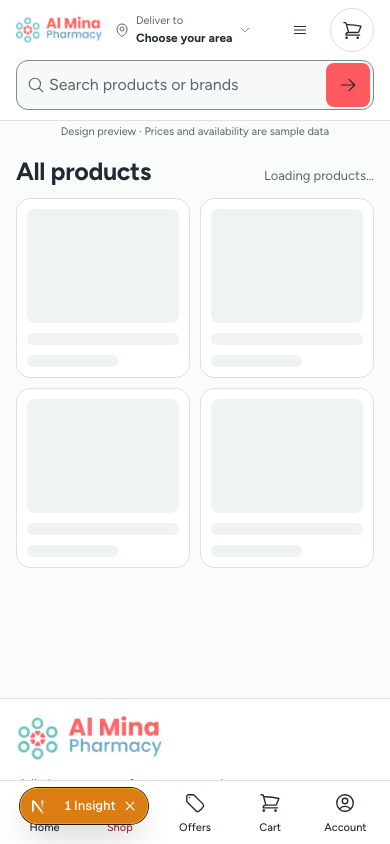 Al Mina
Pharmacy
Deliver to
Choose your area
Search products or brands
Design preview · Prices and availability are sample data
All products
Loading products...
Al Mina
Pharmacy
1 Insight
Home
Shop
Offers
Cart
Account